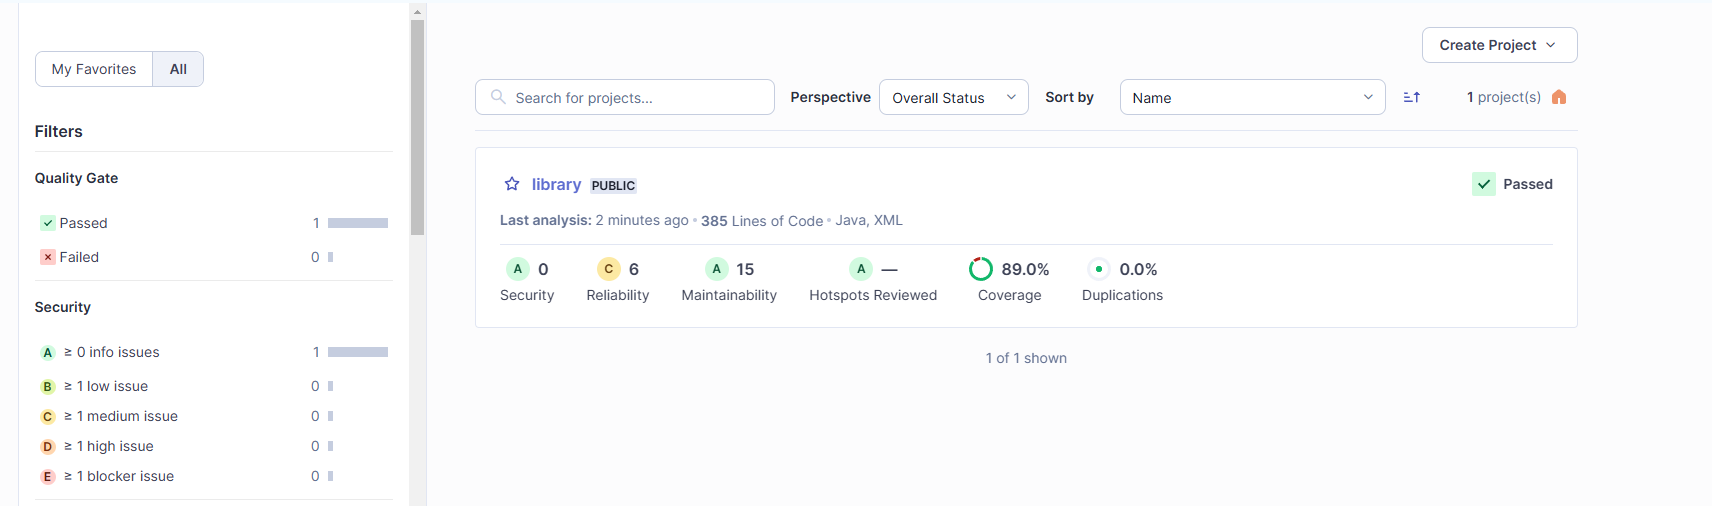 My Favorites All
Filters
Quality Gate
Passed 1
Failed 0
Security
A ≥ 0 info issues 1
B ≥ 1 low issue 0
C ≥ 1 medium issue 0
D ≥ 1 high issue 0
E ≥ 1 blocker issue 0
Create Project
Search for projects... Perspective Overall Status Sort by Name 1 project(s)
library PUBLIC Passed
Last analysis: 2 minutes ago • 385 Lines of Code • Java, XML
A 0 C 6 A 15 A — 89.0% 0.0%
Security Reliability Maintainability Hotspots Reviewed Coverage Duplications
1 of 1 shown